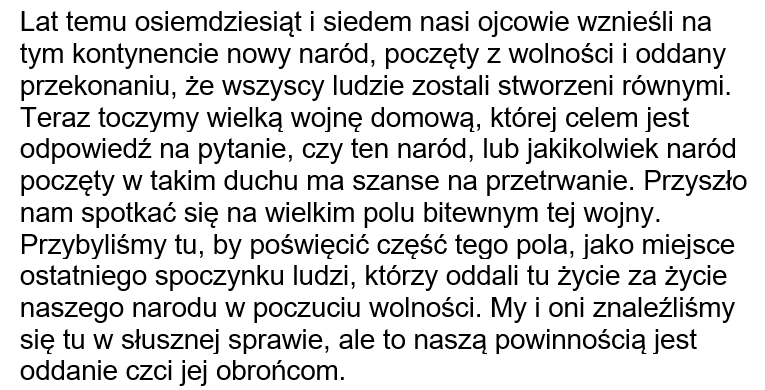 Lat temu osiemdziesiąt i siedem nasi ojcowie wznieśli na
tym kontynencie nowy naród, poczęty z wolności i oddany
przekonaniu, że wszyscy ludzie zostali stworzeni równymi.
Teraz toczymy wielką wojnę domową, której celem jest
odpowiedź na pytanie, czy ten naród, lub jakikolwiek naród
poczęty w takim duchu ma szanse na przetrwanie. Przyszło
nam spotkać się na wielkim polu bitewnym tej wojny.
Przybyliśmy tu, by poświęcić część tego pola, jako miejsce
ostatniego spoczynku ludzi, którzy oddali tu życie za życie
naszego narodu w poczuciu wolności. My i oni znaleźliśmy
się tu w słusznej sprawie, ale to naszą powinnością jest
oddanie czci jej obrońcom.